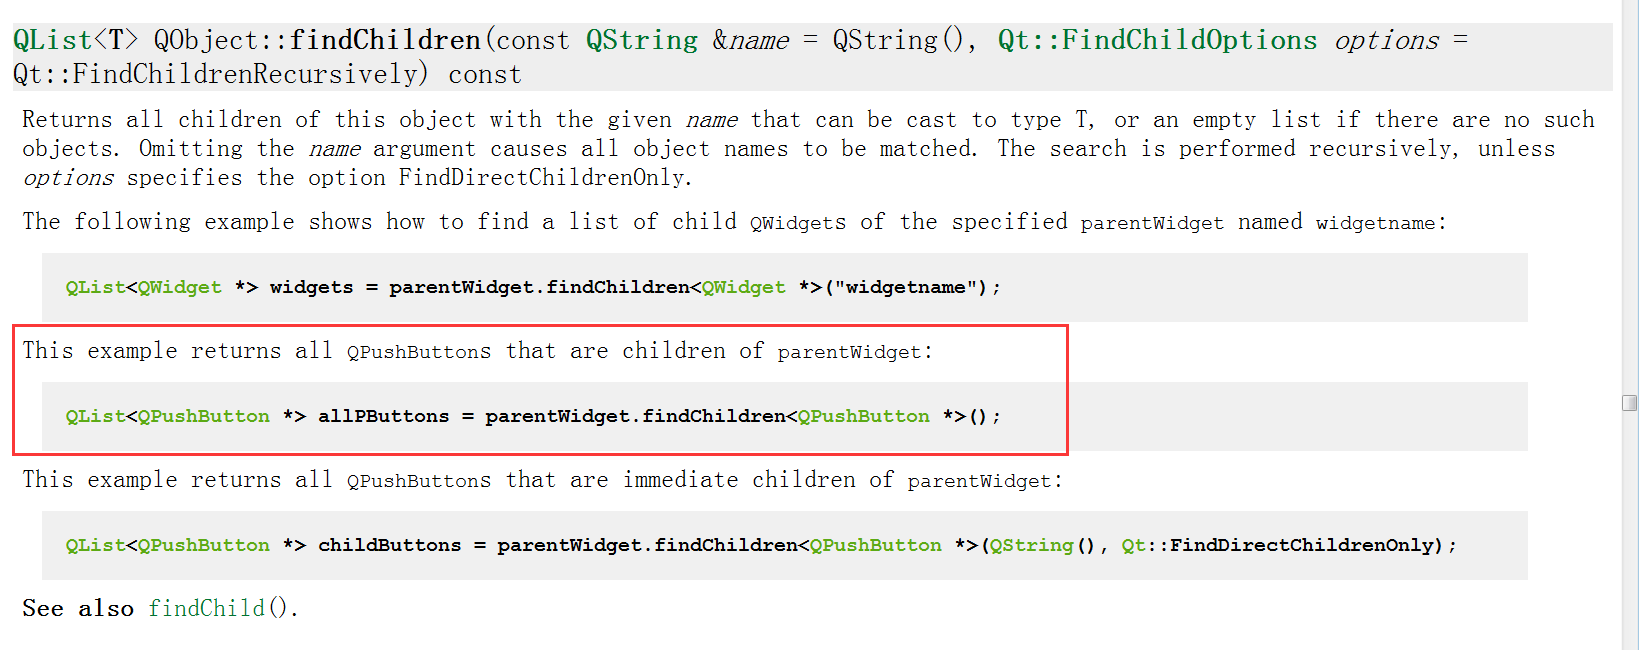 QList<T> QObject::findChildren(const QString &name = QString(), Qt::FindChildOptions options =
Qt::FindChildrenRecursively) const
Returns all children of this object with the given name that can be cast to type T, or an empty list if there are no such
objects. Omitting the name argument causes all object names to be matched. The search is performed recursively, unless
options specifies the option FindDirectChildrenOnly.
The following example shows how to find a list of child QWidgets of the specified parentWidget named widgetname:
QList<QWidget *> widgets = parentWidget.findChildren<QWidget *>("widgetname");
This example returns all QPushButtons that are children of parentWidget:
QList<QPushButton *> allPButtons = parentWidget.findChildren<QPushButton *>();
This example returns all QPushButtons that are immediate children of parentWidget:
QList<QPushButton *> childButtons = parentWidget.findChildren<QPushButton *>(QString(), Qt::FindDirectChildrenOnly);
See also findChild().